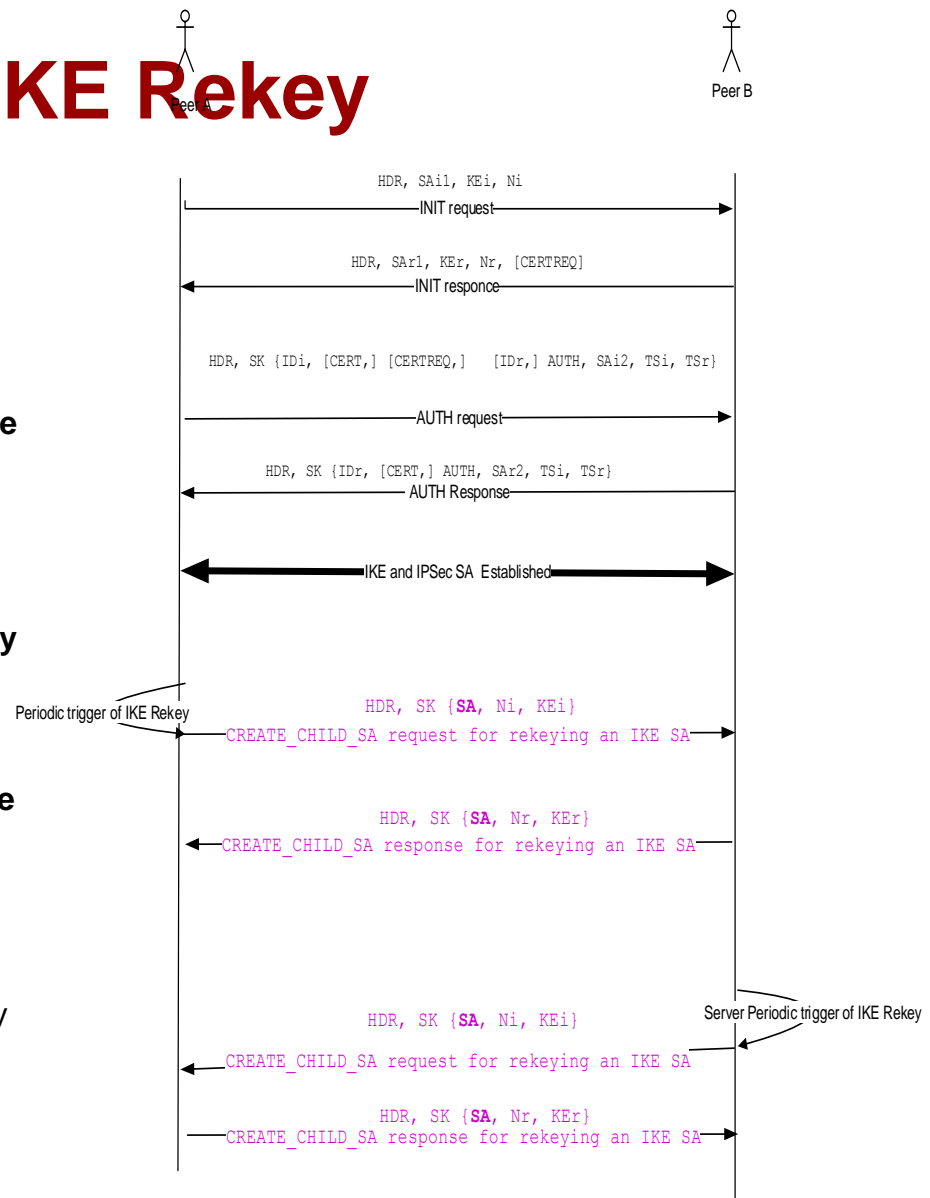 KE Rekey
Peer A
Peer B
HDR, SAi1, KEi, Ni
INIT request
HDR, SAr1, KEr, Nr, [CERTREQ]
INIT responce
HDR, SK {IDi, [CERT,] [CERTREQ,] [IDr,] AUTH, SAi2, TSi, TSr}
e
AUTH request
HDR, SK {IDr, [CERT,] AUTH, SAr2, TSi, TSr}
AUTH Response
IKE and IPSec SA Established
y
Periodic trigger of IKE Rekey
HDR, SK {SA, Ni, KEi}
CREATE_CHILD_SA request for rekeying an IKE SA
e
HDR, SK {SA, Nr, KEr}
CREATE_CHILD_SA response for rekeying an IKE SA
y
HDR, SK {SA, Ni, KEi}
Server Periodic trigger of IKE Rekey
CREATE_CHILD_SA request for rekeying an IKE SA
HDR, SK {SA, Nr, KEr}
CREATE_CHILD_SA response for rekeying an IKE SA